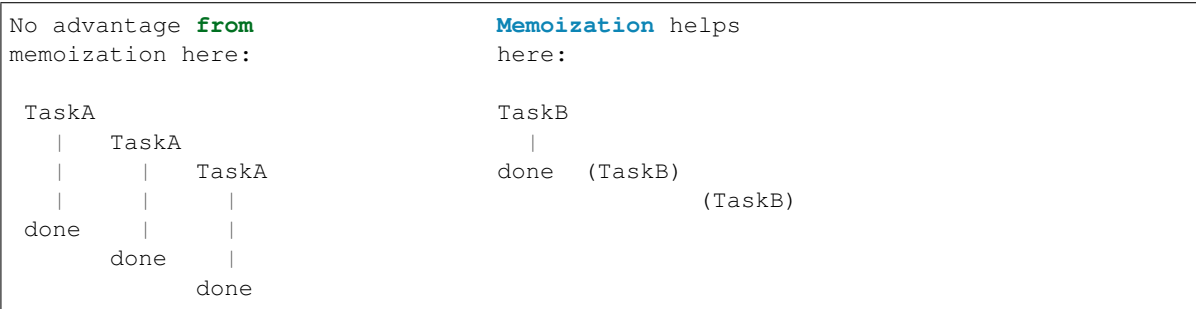 No advantage from                Memoization helps
memoization here:                here:

 TaskA                           TaskB
   |   TaskA                       |
   |     |   TaskA               done  (TaskB)
   |     |     |                               (TaskB)
 done    |     |
       done    |
             done